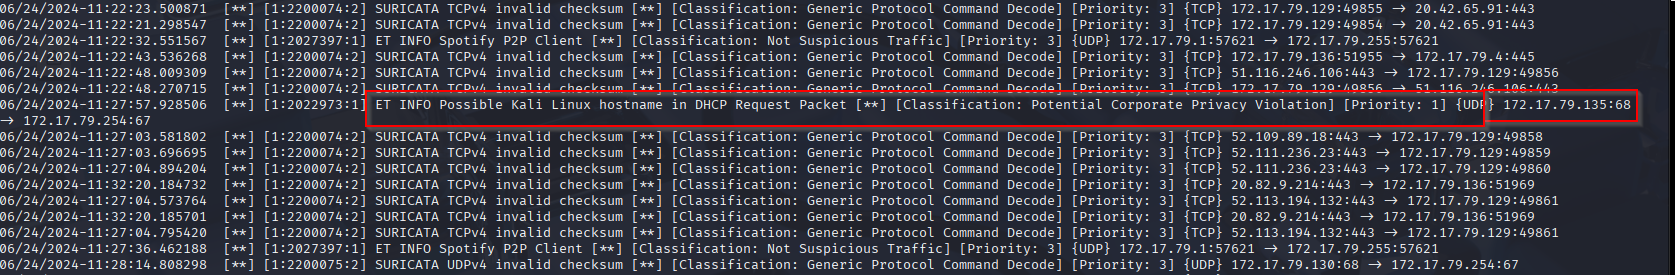 06/24/2024-11:22:23.500871  [**] [1:2200074:2] SURICATA TCPv4 invalid checksum [**] [Classification: Generic Protocol Command Decode] [Priority: 3] {TCP} 172.17.79.129:49855 → 20.42.65.91:443
06/24/2024-11:22:21.298547  [**] [1:2200074:2] SURICATA TCPv4 invalid checksum [**] [Classification: Generic Protocol Command Decode] [Priority: 3] {TCP} 172.17.79.129:49854 → 20.42.65.91:443
06/24/2024-11:22:32.551567  [**] [1:2027397:1] ET INFO Spotify P2P Client [**] [Classification: Not Suspicious Traffic] [Priority: 3] {UDP} 172.17.79.1:57621 → 172.17.79.255:57621
06/24/2024-11:22:43.536268  [**] [1:2200074:2] SURICATA TCPv4 invalid checksum [**] [Classification: Generic Protocol Command Decode] [Priority: 3] {TCP} 172.17.79.136:51955 → 172.17.79.4:445
06/24/2024-11:22:48.009309  [**] [1:2200074:2] SURICATA TCPv4 invalid checksum [**] [Classification: Generic Protocol Command Decode] [Priority: 3] {TCP} 51.116.246.106:443 → 172.17.79.129:49856
06/24/2024-11:22:48.270715  [**] [1:2200074:2] SURICATA TCPv4 invalid checksum [**] [Classification: Generic Protocol Command Decode] [Priority: 3] {TCP} 172.17.79.129:49856 → 51.116.246.106:443
06/24/2024-11:27:57.928506  [**] [1:2022973:1] ET INFO Possible Kali Linux hostname in DHCP Request Packet [**] [Classification: Potential Corporate Privacy Violation] [Priority: 1] {UDP} 172.17.79.135:68
→ 172.17.79.254:67
06/24/2024-11:27:03.581802  [**] [1:2200074:2] SURICATA TCPv4 invalid checksum [**] [Classification: Generic Protocol Command Decode] [Priority: 3] {TCP} 52.109.89.18:443 → 172.17.79.129:49858
06/24/2024-11:27:03.696695  [**] [1:2200074:2] SURICATA TCPv4 invalid checksum [**] [Classification: Generic Protocol Command Decode] [Priority: 3] {TCP} 52.111.236.23:443 → 172.17.79.129:49859
06/24/2024-11:27:04.894204  [**] [1:2200074:2] SURICATA TCPv4 invalid checksum [**] [Classification: Generic Protocol Command Decode] [Priority: 3] {TCP} 52.111.236.23:443 → 172.17.79.129:49860
06/24/2024-11:32:20.184732  [**] [1:2200074:2] SURICATA TCPv4 invalid checksum [**] [Classification: Generic Protocol Command Decode] [Priority: 3] {TCP} 20.82.9.214:443 → 172.17.79.136:51969
06/24/2024-11:27:04.573764  [**] [1:2200074:2] SURICATA TCPv4 invalid checksum [**] [Classification: Generic Protocol Command Decode] [Priority: 3] {TCP} 52.113.194.132:443 → 172.17.79.129:49861
06/24/2024-11:32:20.185701  [**] [1:2200074:2] SURICATA TCPv4 invalid checksum [**] [Classification: Generic Protocol Command Decode] [Priority: 3] {TCP} 20.82.9.214:443 → 172.17.79.136:51969
06/24/2024-11:27:04.795420  [**] [1:2200074:2] SURICATA TCPv4 invalid checksum [**] [Classification: Generic Protocol Command Decode] [Priority: 3] {TCP} 52.113.194.132:443 → 172.17.79.129:49861
06/24/2024-11:27:36.462188  [**] [1:2027397:1] ET INFO Spotify P2P Client [**] [Classification: Not Suspicious Traffic] [Priority: 3] {UDP} 172.17.79.1:57621 → 172.17.79.255:57621
06/24/2024-11:28:14.808298  [**] [1:2200075:2] SURICATA UDPv4 invalid checksum [**] [Classification: Generic Protocol Command Decode] [Priority: 3] {UDP} 172.17.79.130:68 → 172.17.79.254:67